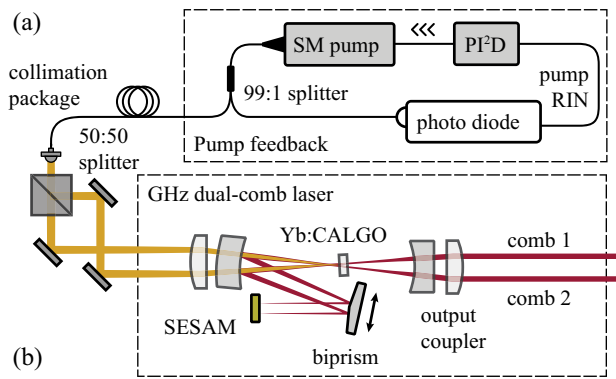 (a)
SM pump
<<<
PI²D
collimation
package
99:1 splitter
pump
RIN
photo diode
50:50
splitter
Pump feedback
GHz dual-comb laser
Yb:CALGO
comb 1
comb 2
SESAM
output
coupler
biprism
(b)